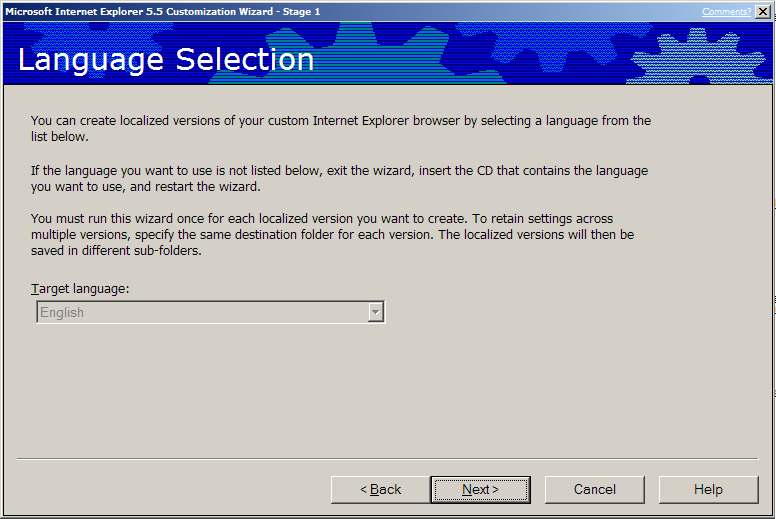 Microsoft Internet Explorer 5.5 Customization Wizard - Stage 1
Comments?
Language Selection
You can create localized versions of your custom Internet Explorer browser by selecting a language from the
list below.
If the language you want to use is not listed below, exit the wizard, insert the CD that contains the language
you want to use, and restart the wizard.
You must run this wizard once for each localized version you want to create. To retain settings across
multiple versions, specify the same destination folder for each version. The localized versions will then be
saved in different sub-folders.
Target language:
English
< Back
Next >
Cancel
Help